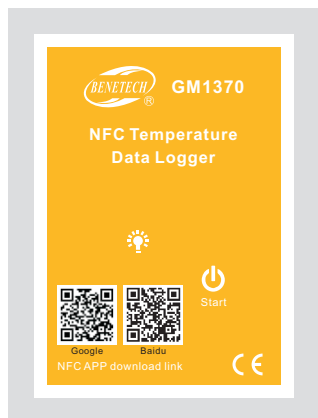 BENETECH ® GM1370
NFC Temperature
Data Logger
Start
Google Baidu
NFC APP download link
CE